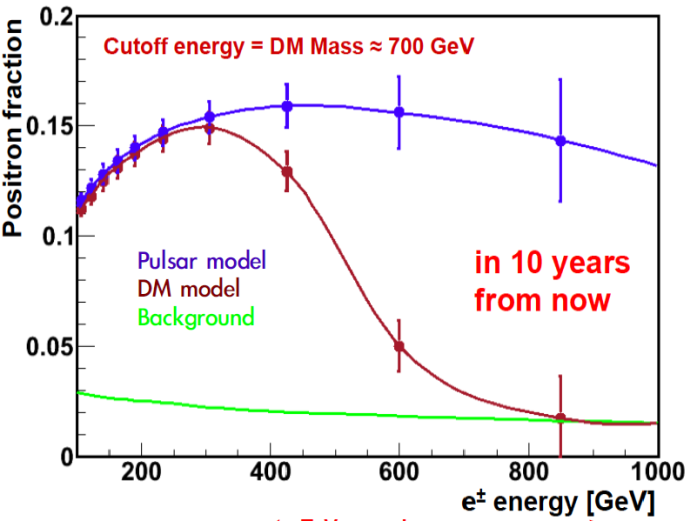 0.2
Cutoff energy = DM Mass ≈ 700 GeV
Positron fraction
0.15
0.1
Pulsar model
DM model
Background
in 10 years
from now
0.05
0
200 400 600 800 1000
e± energy [GeV]